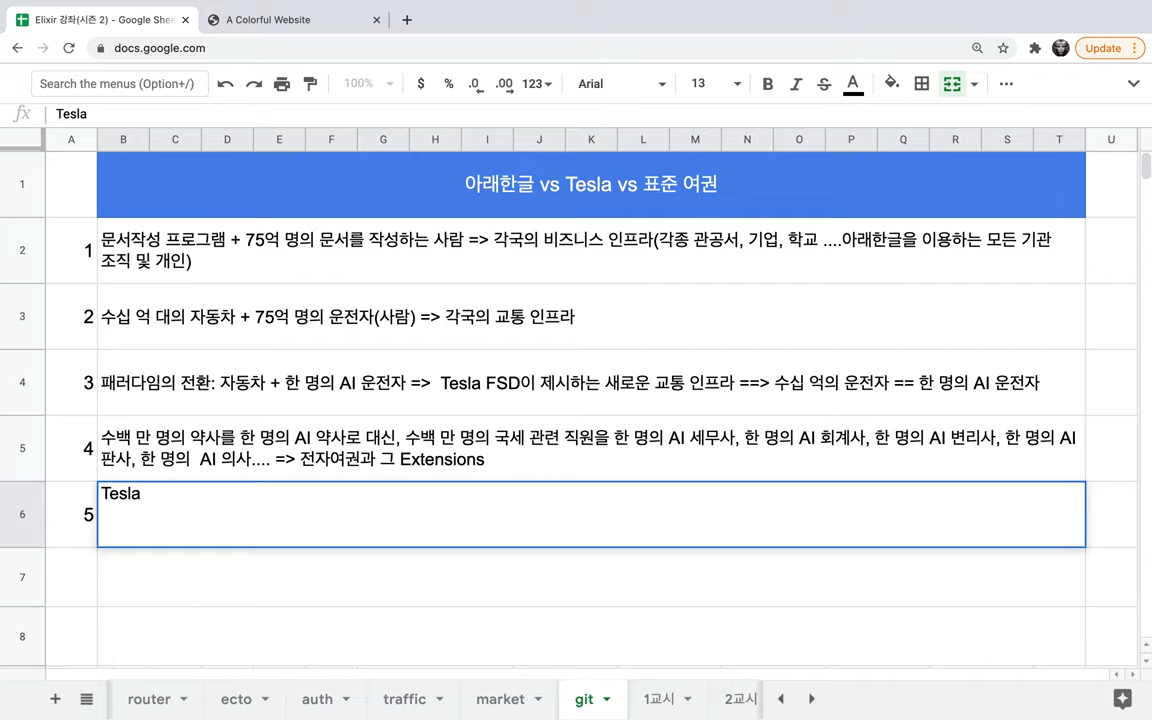 Elixir 강좌(시즌 2) - Google Shee
A Colorful Website
docs.google.com
Update
Search the menus (Option+/)
100%
$ % .0 .00 123
Arial
13
B I S A
fx Tesla
A B C D E F G H I J K L M N O P Q R S T U
1 아래한글 vs Tesla vs 표준 여권
2 1 문서작성 프로그램 + 75억 명의 문서를 작성하는 사람 => 각국의 비즈니스 인프라(각종 관공서, 기업, 학교 ....아래한글을 이용하는 모든 기관
조직 및 개인)
3 2 수십 억 대의 자동차 + 75억 명의 운전자(사람) => 각국의 교통 인프라
4 3 패러다임의 전환: 자동차 + 한 명의 AI 운전자 => Tesla FSD이 제시하는 새로운 교통 인프라 ==> 수십 억의 운전자 == 한 명의 AI 운전자
5 4 수백 만 명의 약사를 한 명의 AI 약사로 대신, 수백 만 명의 국세 관련 직원을 한 명의 AI 세무사, 한 명의 AI 회계사, 한 명의 AI 변리사, 한 명의 AI
판사, 한 명의 AI 의사.... => 전자여권과 그 Extensions
6 5 Tesla
7
8
router ecto auth traffic market git 1교시 2교시